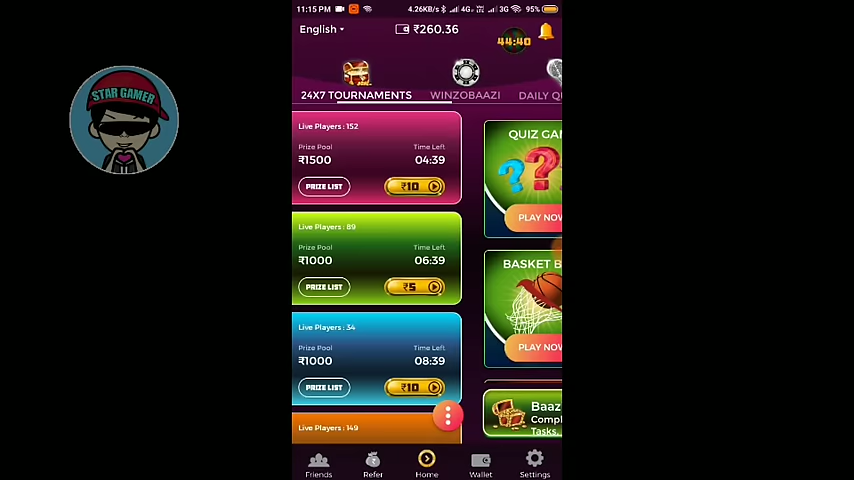 11:15 PM
4.26KB/s 4G 3G 95%
English
₹260.36
44:40
STAR GAMER
24X7 TOURNAMENTS WINZOBAAZI DAILY Q
Live Players : 152
Prize Pool Time Left
₹1500 04:39
PRIZE LIST ₹10
Live Players : 89
Prize Pool Time Left
₹1000 06:39
PRIZE LIST ₹5
Live Players : 34
Prize Pool Time Left
₹1000 08:39
PRIZE LIST ₹10
Live Players : 149
QUIZ GA
PLAY NOW
BASKET B
PLAY NOW
Baaz
Compl
Tasks,
Friends Refer Home Wallet Settings